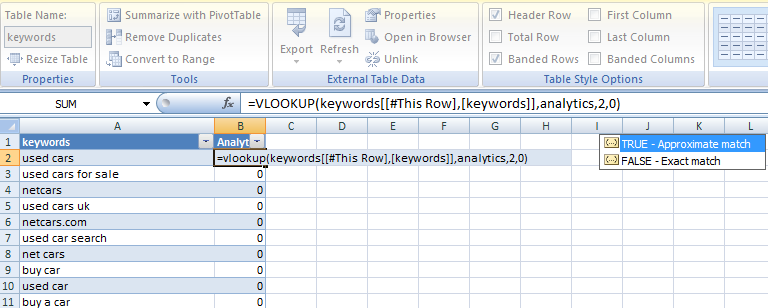 Table Name:
keywords
Resize Table
Properties
Summarize with PivotTable
Remove Duplicates
Convert to Range
Tools
Export
Refresh
Properties
Open in Browser
Unlink
External Table Data
Header Row
Total Row
Banded Rows
First Column
Last Column
Banded Columns
Table Style Options
SUM
=VLOOKUP(keywords[[#This Row],[keywords]],analytics,2,0)
A B C D E F G H I J K L
1 keywords Analyt
2 used cars =vlookup(keywords[[#This Row],[keywords]],analytics,2,0)
TRUE - Approximate match
FALSE - Exact match
3 used cars for sale 0
4 netcars 0
5 used cars uk 0
6 netcars.com 0
7 used car search 0
8 net cars 0
9 buy car 0
10 used car 0
11 buy a car 0